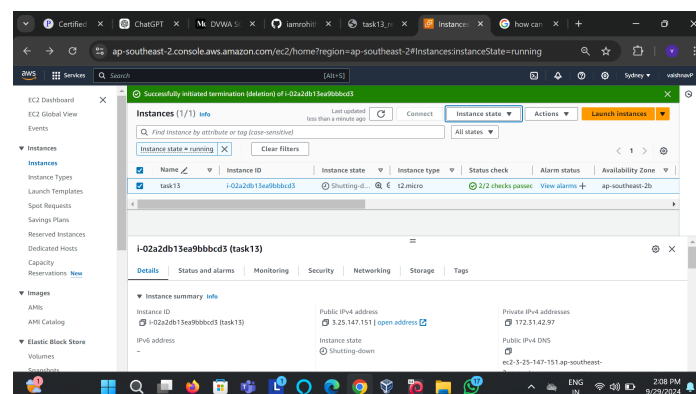 Certified
ChatGPT
DVWA S
iamrohith
task13_re
Instances
how can
ap-southeast-2.console.aws.amazon.com/ec2/home?region=ap-southeast-2#Instances:instanceState=running
aws
Services
Search
[Alt+S]
Sydney
vaishnavP
EC2 Dashboard
EC2 Global View
Events
Instances
Instances
Instance Types
Launch Templates
Spot Requests
Savings Plans
Reserved Instances
Dedicated Hosts
Capacity
Reservations New
Images
AMIs
AMI Catalog
Elastic Block Store
Volumes
Snapshots
Successfully initiated termination (deletion) of i-02a2db13ea9bbbcd3
Instances (1/1) Info
Last updated
less than a minute ago
Connect
Instance state
Actions
Launch instances
Find Instance by attribute or tag (case-sensitive)
All states
Instance state = running
Clear filters
1
Name
Instance ID
Instance state
Instance type
Status check
Alarm status
Availability Zone
task13
i-02a2db13ea9bbbcd3
Shutting-d...
t2.micro
2/2 checks passec
View alarms +
ap-southeast-2b
i-02a2db13ea9bbbcd3 (task13)
Details
Status and alarms
Monitoring
Security
Networking
Storage
Tags
Instance summary Info
Instance ID
i-02a2db13ea9bbbcd3 (task13)
Public IPv4 address
3.25.147.151 | open address
Private IPv4 addresses
172.31.42.97
IPv6 address
–
Instance state
Shutting-down
Public IPv4 DNS
ec2-3-25-147-151.ap-southeast-
ENG
IN
2:08 PM
9/29/2024